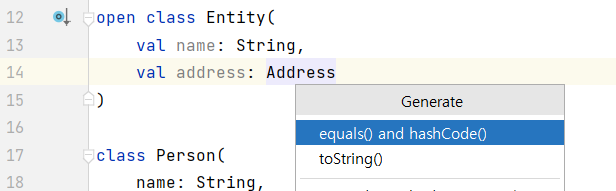 12 open class Entity(
13 val name: String,
14 val address: Address
15 )
Generate
16 equals() and hashCode()
17 class Person(
toString()
18 name: String,